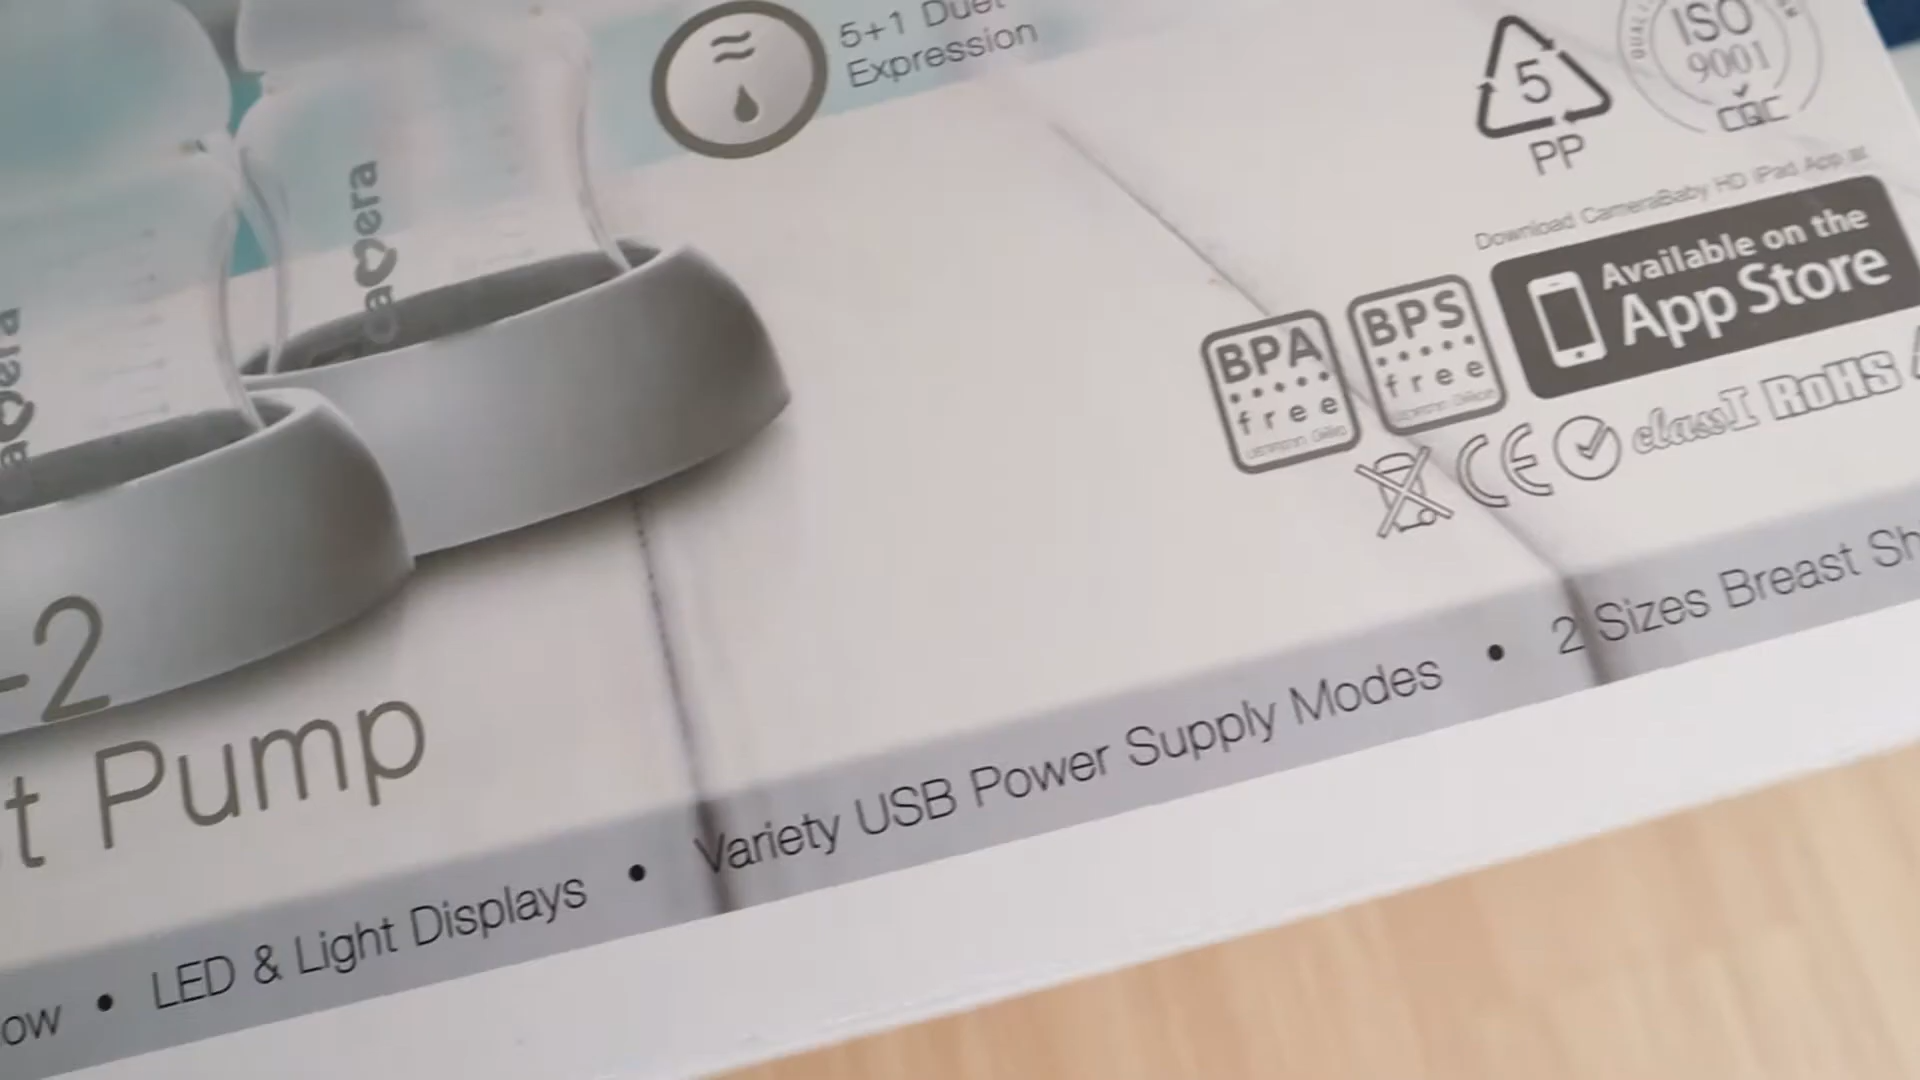 5+1 Duet
Expression
5
PP
ISO
9001
CQC
Download CameraBaby HD iPad App at
Available on the
App Store
BPA
free
BPS
free
CE
classI RoHS
-2
t Pump
ow • LED & Light Displays • Variety USB Power Supply Modes • 2 Sizes Breast Sh